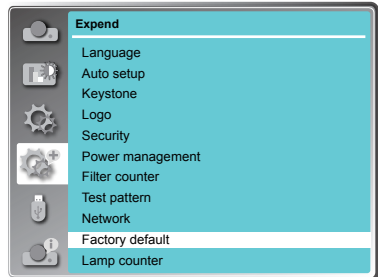 Expend
Language
Auto setup
Keystone
Logo
Security
Power management
Filter counter
Test pattern
Network
Factory default
Lamp counter